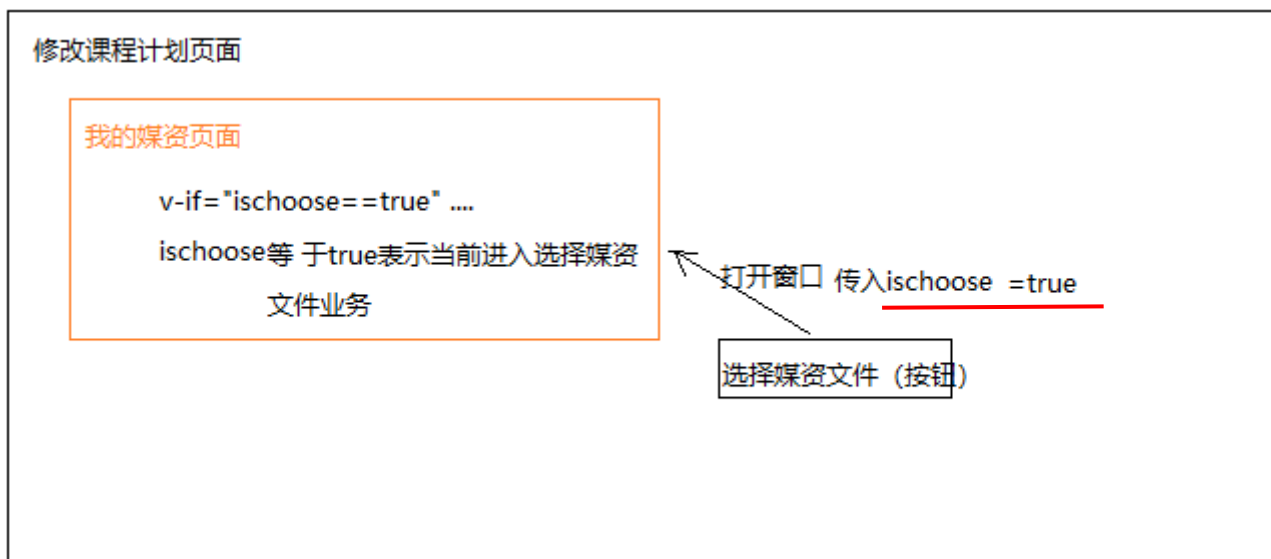 修改课程计划页面
我的媒资页面
v-if="ischoose==true" ....
ischoose等 于true表示当前进入选择媒资
文件业务
打开窗口 传入ischoose =true
选择媒资文件（按钮）